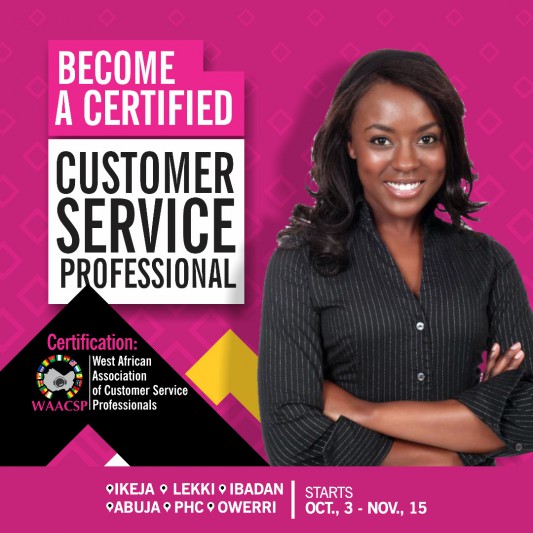 BECOME
A CERTIFIED
CUSTOMER
SERVICE
PROFESSIONAL
Certification:
WAACSP
West African
Association
of Customer Service
Professionals
IKEJA LEKKI IBADAN
ABUJA PHC OWERRI
STARTS
OCT., 3 - NOV., 15